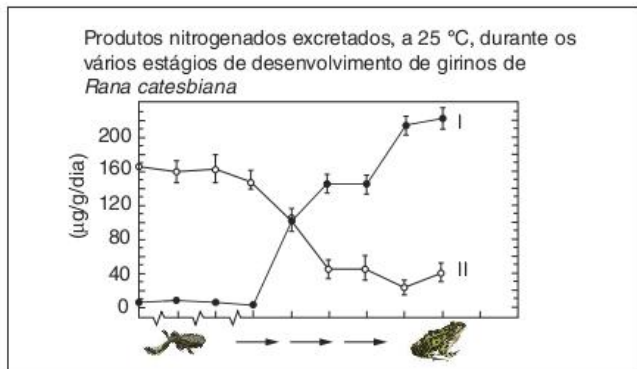 Produtos nitrogenados excretados, a 25 °C, durante os
vários estágios de desenvolvimento de girinos de
Rana catesbiana
(μg/g/dia)
200
160
120
80
40
0
I
II